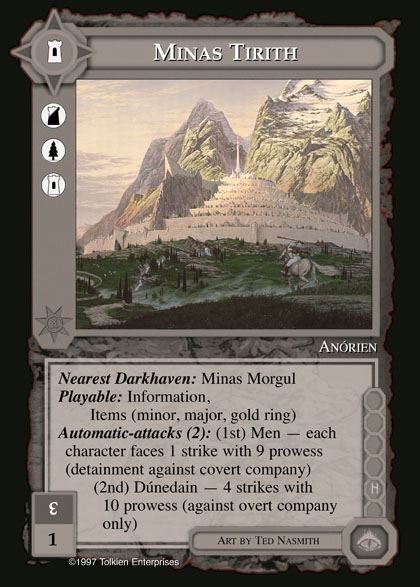 MINAS TIRITH
ANÓRIEN
Nearest Darkhaven: Minas Morgul
Playable: Information,
Items (minor, major, gold ring)
Automatic-attacks (2): (1st) Men — each
character faces 1 strike with 9 prowess
(detainment against covert company)
(2nd) Dúnedain — 4 strikes with
10 prowess (against overt company
only)
H
ε
1
ART BY TED NASMITH
©1997 Tolkien Enterprises